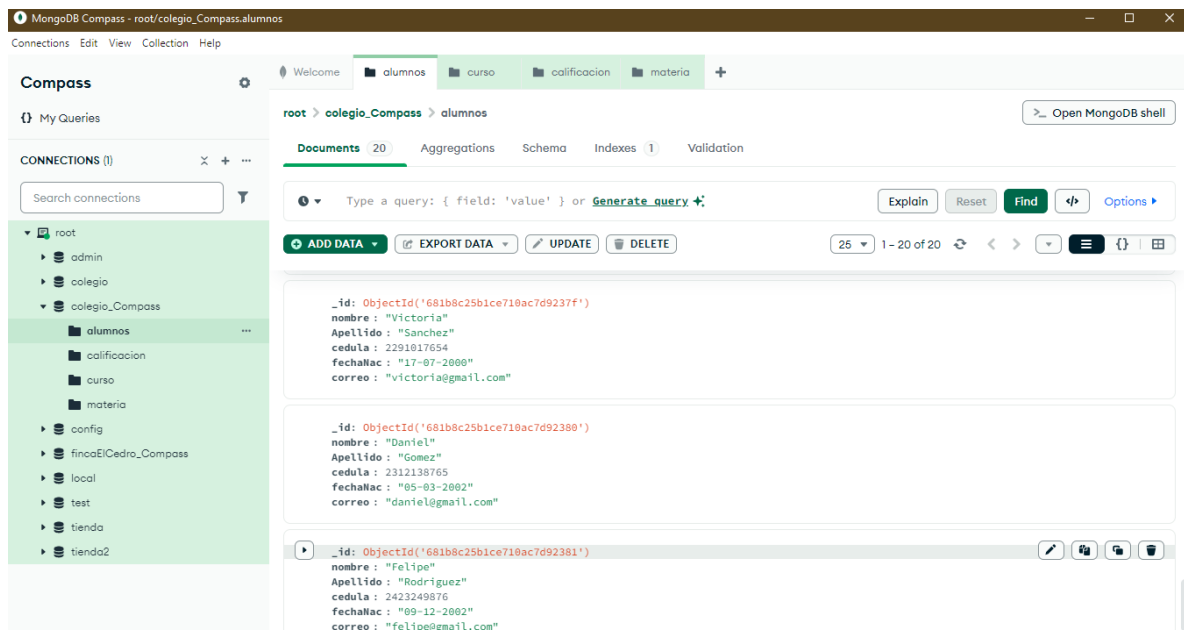 MongoDB Compass - root/colegio_Compass.alumnos
Connections Edit View Collection Help
Compass
{} My Queries
CONNECTIONS (1)
Search connections
root
admin
colegio
colegio_Compass
alumnos
calificacion
curso
materia
config
fincaElCedro_Compass
local
test
tienda
tienda2
Welcome alumnos curso calificacion materia
root > colegio_Compass > alumnos
>_ Open MongoDB shell
Documents 20 Aggregations Schema Indexes 1 Validation
Type a query: { field: 'value' } or Generate query
Explain Reset Find </> Options
ADD DATA EXPORT DATA UPDATE DELETE
25 1 – 20 of 20 {}
_id: ObjectId('681b8c25b1ce710ac7d9237f')
nombre : "Victoria"
Apellido : "Sanchez"
cedula : 2291017654
fechaNac : "17-07-2000"
correo : "victoria@gmail.com"
_id: ObjectId('681b8c25b1ce710ac7d92380')
nombre : "Daniel"
Apellido : "Gomez"
cedula : 2312138765
fechaNac : "05-03-2002"
correo : "daniel@gmail.com"
_id: ObjectId('681b8c25b1ce710ac7d92381')
nombre : "Felipe"
Apellido : "Rodriguez"
cedula : 2423249876
fechaNac : "09-12-2002"
correo : "felipe@gmail.com"